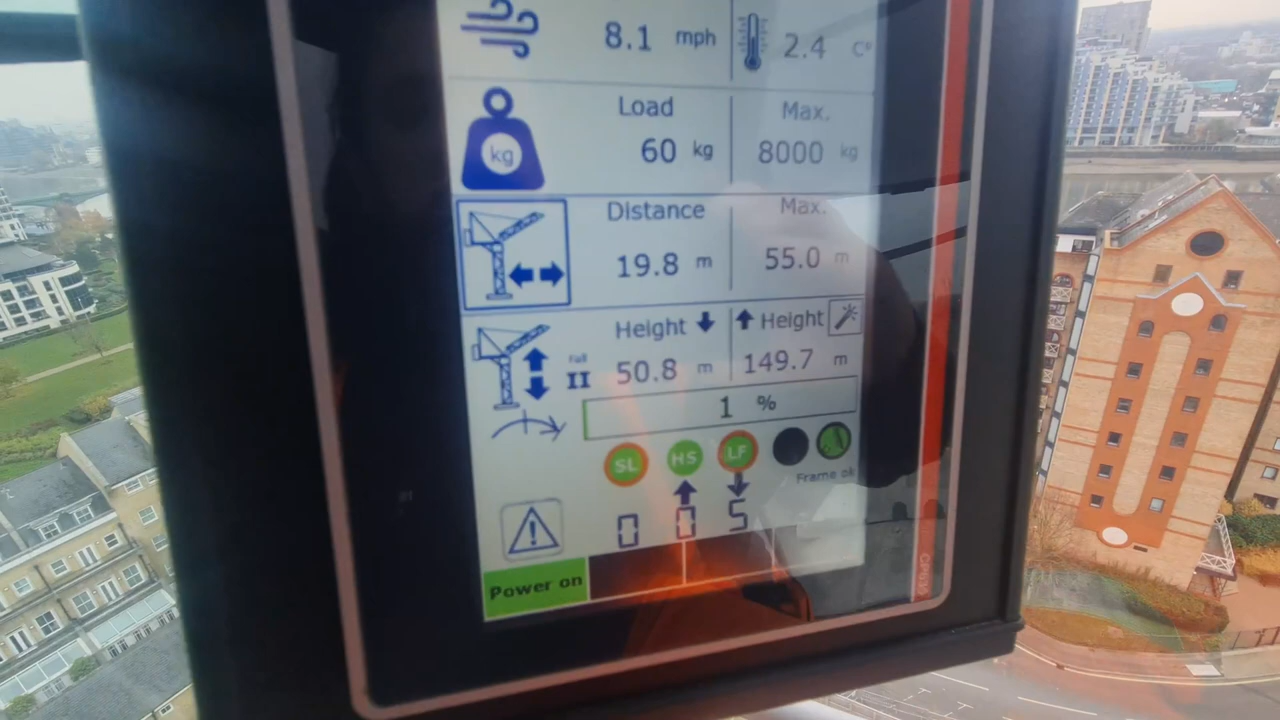 8.1 mph 2.4 C°
Load Max.
kg 60 kg 8000 kg
Distance Max.
19.8 m 55.0 m
Height Height
Fall
II 50.8 m 149.7 m
1 %
SL HS LF
Frame ok
0 0 5
Power on